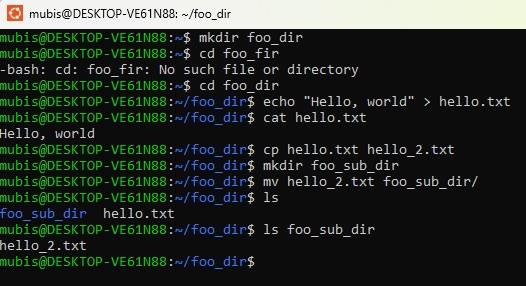 mubis@DESKTOP-VE61N88: ~/foo_dir
mubis@DESKTOP-VE61N88:~$ mkdir foo_dir
mubis@DESKTOP-VE61N88:~$ cd foo_fir
-bash: cd: foo_fir: No such file or directory
mubis@DESKTOP-VE61N88:~$ cd foo_dir
mubis@DESKTOP-VE61N88:~/foo_dir$ echo "Hello, world" > hello.txt
mubis@DESKTOP-VE61N88:~/foo_dir$ cat hello.txt
Hello, world
mubis@DESKTOP-VE61N88:~/foo_dir$ cp hello.txt hello_2.txt
mubis@DESKTOP-VE61N88:~/foo_dir$ mkdir foo_sub_dir
mubis@DESKTOP-VE61N88:~/foo_dir$ mv hello_2.txt foo_sub_dir/
mubis@DESKTOP-VE61N88:~/foo_dir$ ls
foo_sub_dir  hello.txt
mubis@DESKTOP-VE61N88:~/foo_dir$ ls foo_sub_dir
hello_2.txt
mubis@DESKTOP-VE61N88:~/foo_dir$